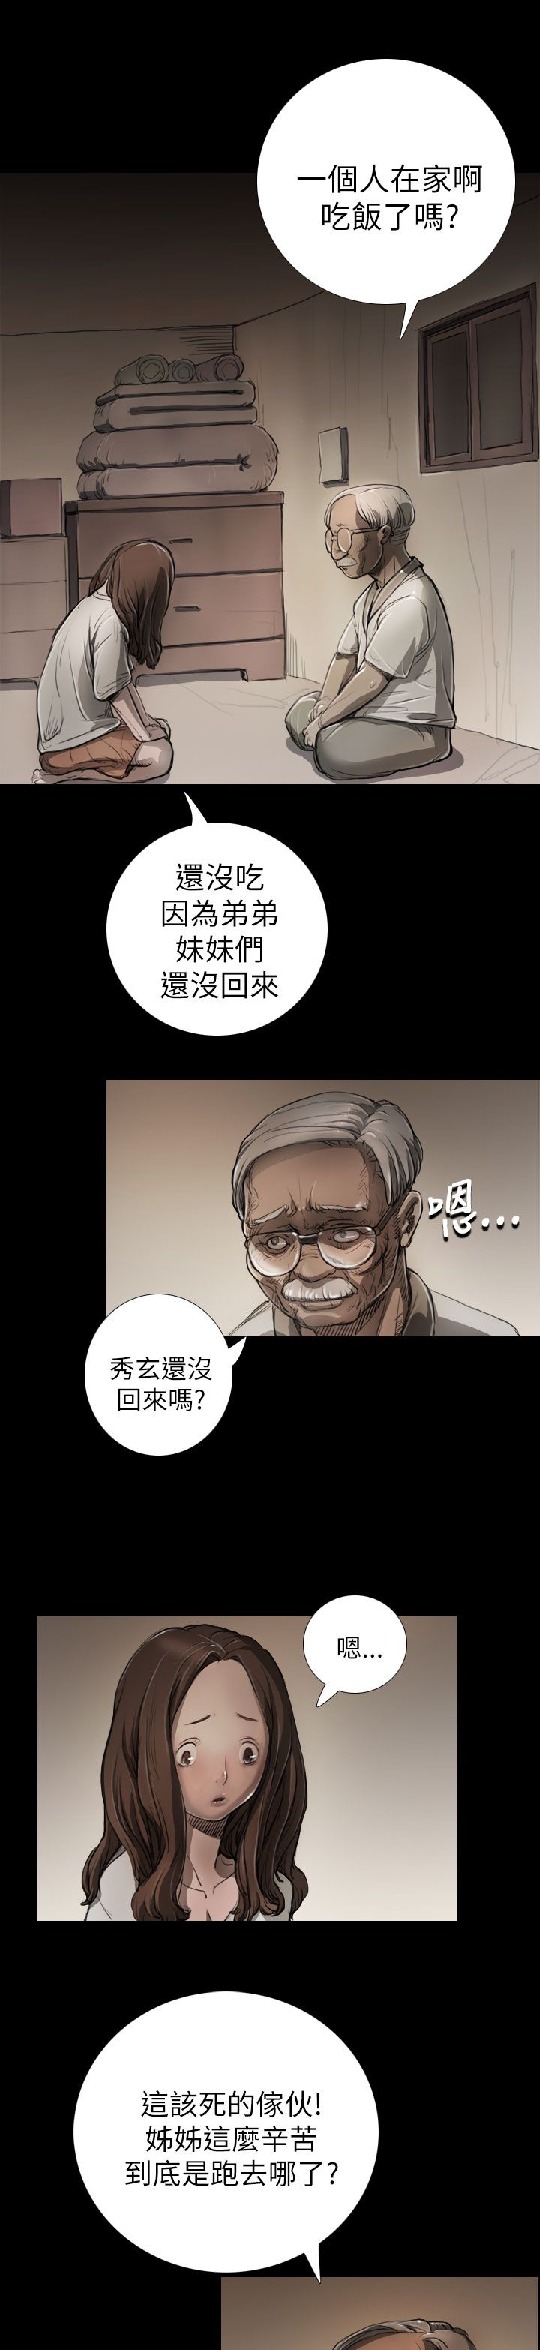 一個人在家啊
吃飯了嗎?
還沒吃
因為弟弟
妹妹們
還沒回來
嗯...
秀玄還沒
回來嗎?
嗯...
這該死的傢伙!
姊姊這麼辛苦
到底是跑去哪了?